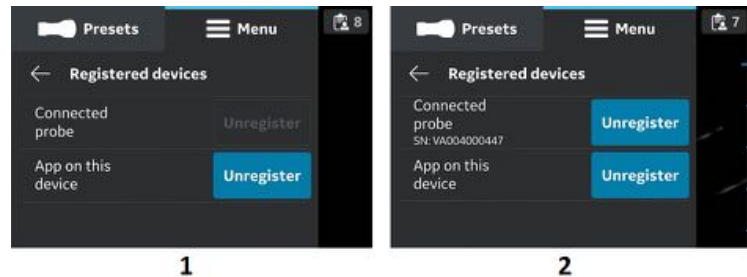 Presets
Menu
8
Registered devices
Connected
probe
Unregister
App on this
device
Unregister
1
Presets
Menu
7
Registered devices
Connected
probe
SN: VA004000447
Unregister
App on this
device
Unregister
2